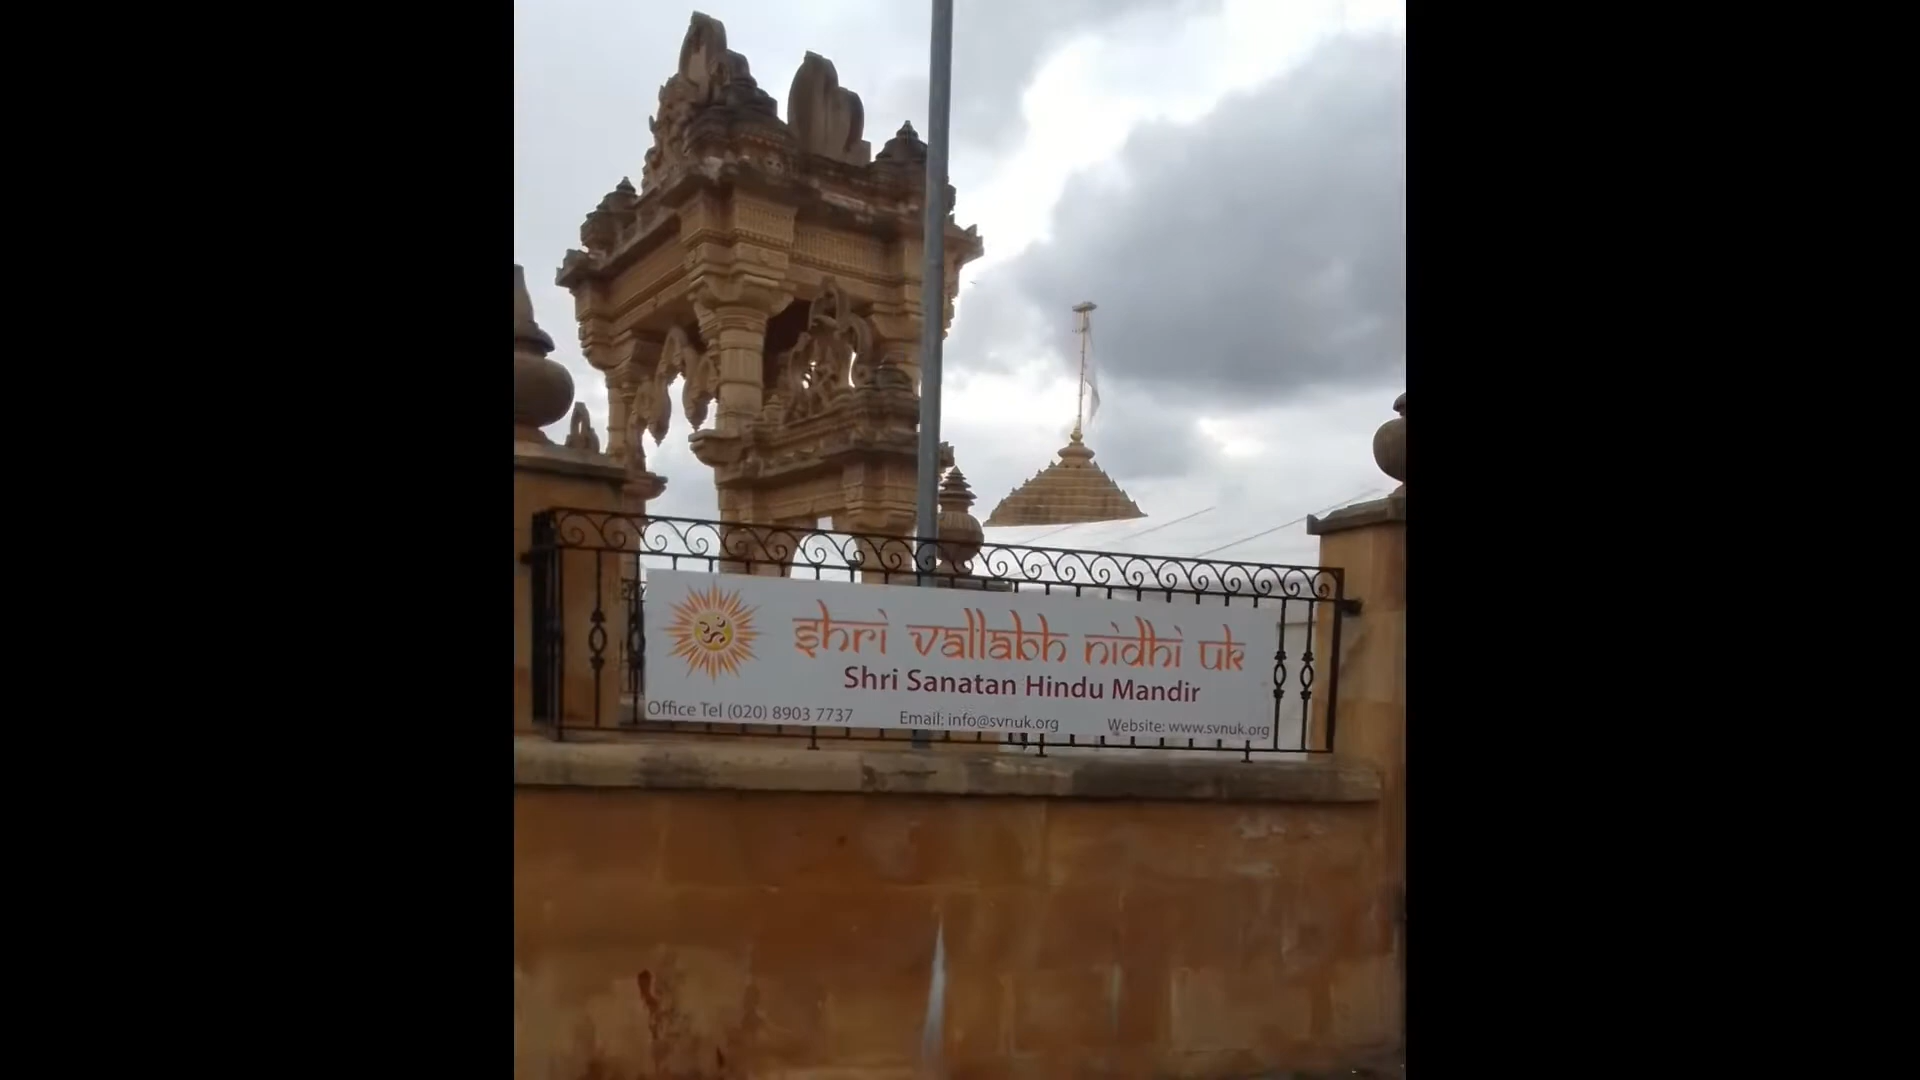 shri vallabh nidhi uk
Shri Sanatan Hindu Mandir
Office Tel (020) 8903 7737 Email: info@svnuk.org Website: www.svnuk.org